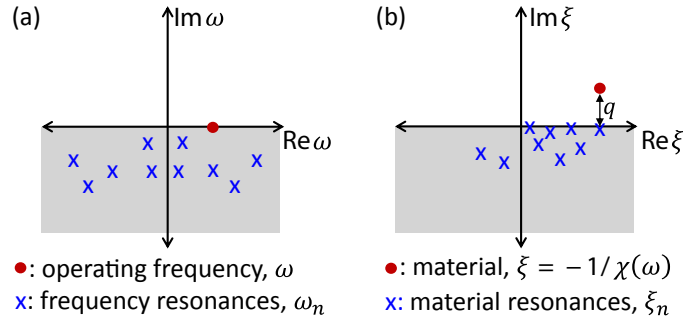 (a)
Im ω
Re ω
●: operating frequency, ω
x: frequency resonances, ωₙ
(b)
Im ξ
q
Re ξ
●: material, ξ = −1/χ(ω)
x: material resonances, ξₙ